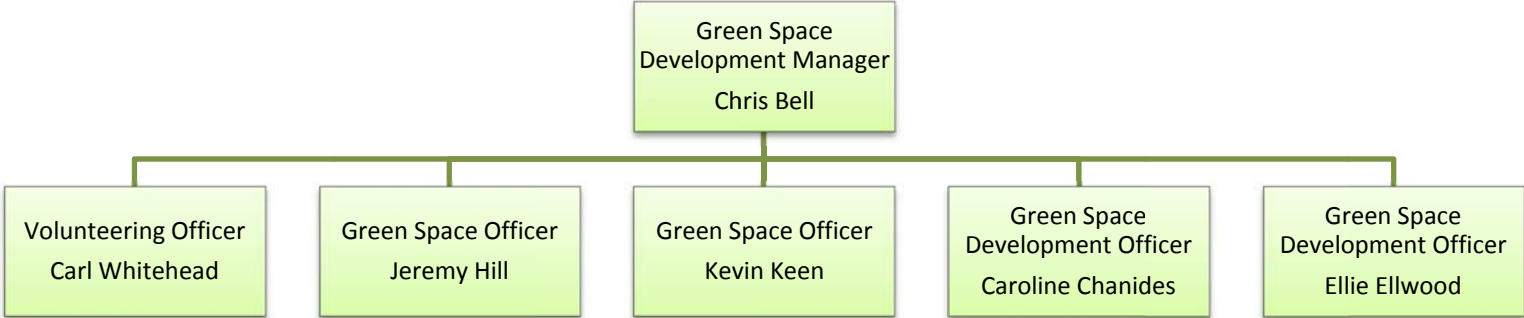 Green Space
Development Manager
Chris Bell
Volunteering Officer
Carl Whitehead
Green Space Officer
Jeremy Hill
Green Space Officer
Kevin Keen
Green Space
Development Officer
Caroline Chanides
Green Space
Development Officer
Ellie Ellwood